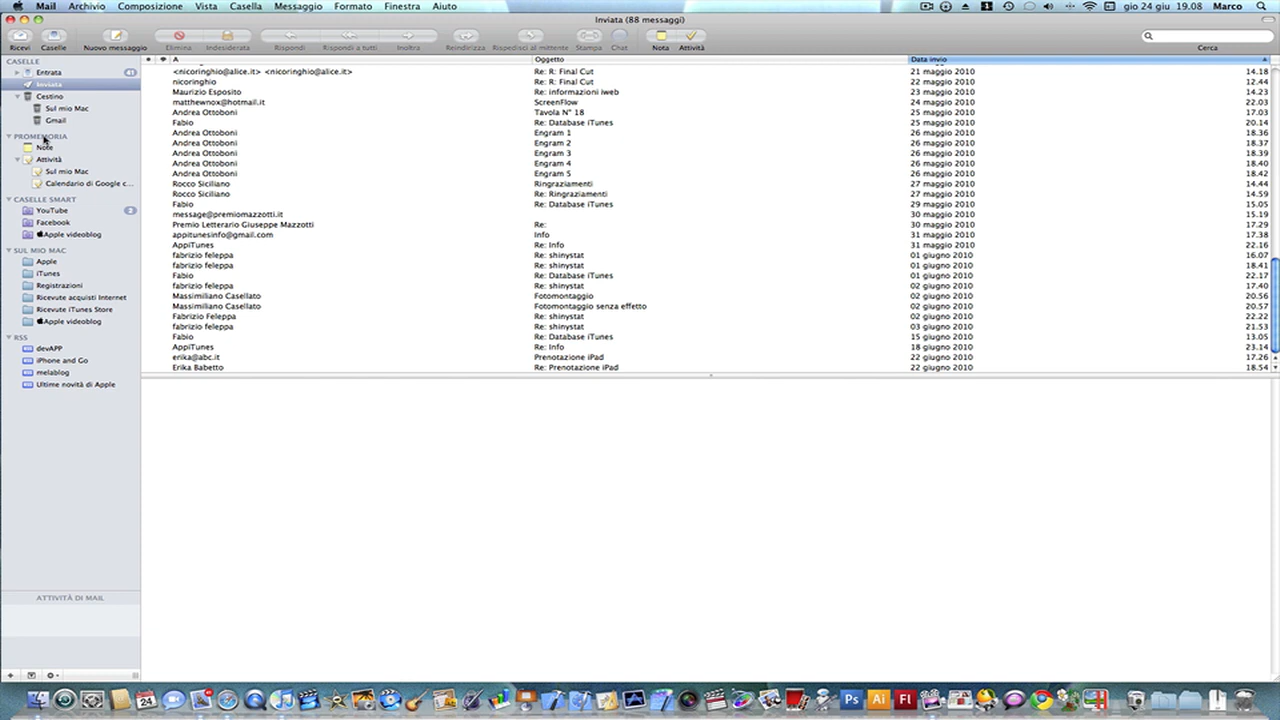 Mail Archivio Composizione Vista Casella Messaggio Formato Finestra Aiuto gio 24 giu 19.08 Marco
Inviata (88 messaggi)
Ricevi Caselle Nuovo messaggio Elimina Indesiderata Rispondi Rispondi a tutti Inoltra Reindirizza Rispedisci al mittente Stampa Chat Nota Attività Cerca
CASELLE
Entrata 41
Inviata
Cestino
Sul mio Mac
Gmail
PROMEMORIA
Note
Attività
Sul mio Mac
Calendario di Google c...
CASELLE SMART
YouTube 2
Facebook
Apple videoblog
SUL MIO MAC
Apple
iTunes
Registrazioni
Ricevute acquisti Internet
Ricevute iTunes Store
Apple videoblog
RSS
devAPP
iPhone and Go
melablog
Ultime novità di Apple
ATTIVITÀ DI MAIL
A Oggetto Data invio
<nicoringhio@alice.it> <nicoringhio@alice.it> Re: R: Final Cut 21 maggio 2010 14.18
nicoringhio Re: R: Final Cut 22 maggio 2010 12.44
Maurizio Esposito Re: informazioni iweb 23 maggio 2010 14.23
matthewnox@hotmail.it ScreenFlow 24 maggio 2010 22.03
Andrea Ottoboni Tavola N° 18 25 maggio 2010 17.03
Fabio Re: Database iTunes 25 maggio 2010 20.14
Andrea Ottoboni Engram 1 26 maggio 2010 18.36
Andrea Ottoboni Engram 2 26 maggio 2010 18.37
Andrea Ottoboni Engram 3 26 maggio 2010 18.39
Andrea Ottoboni Engram 4 26 maggio 2010 18.40
Andrea Ottoboni Engram 5 26 maggio 2010 18.42
Rocco Siciliano Ringraziamenti 27 maggio 2010 14.44
Rocco Siciliano Re: Ringraziamenti 27 maggio 2010 14.59
Fabio Re: Database iTunes 29 maggio 2010 15.05
message@premiomazzotti.it 30 maggio 2010 15.19
Premio Letterario Giuseppe Mazzotti Re: 30 maggio 2010 17.29
appitunesinfo@gmail.com Info 31 maggio 2010 17.38
AppiTunes Re: Info 31 maggio 2010 22.16
fabrizio feleppa Re: shinystat 01 giugno 2010 16.07
fabrizio feleppa Re: shinystat 01 giugno 2010 18.41
Fabio Re: Database iTunes 01 giugno 2010 22.17
fabrizio feleppa Re: shinystat 02 giugno 2010 17.40
Massimiliano Casellato Fotomontaggio 02 giugno 2010 20.56
Massimiliano Casellato Fotomontaggio senza effetto 02 giugno 2010 20.57
Fabrizio Feleppa Re: shinystat 02 giugno 2010 22.22
fabrizio feleppa Re: shinystat 03 giugno 2010 21.53
Fabio Re: Database iTunes 15 giugno 2010 13.05
AppiTunes Re: Info 18 giugno 2010 23.14
erika@abc.it Prenotazione iPad 22 giugno 2010 17.26
Erika Babetto Re: Prenotazione iPad 22 giugno 2010 18.54
24 Ps Ai Fl